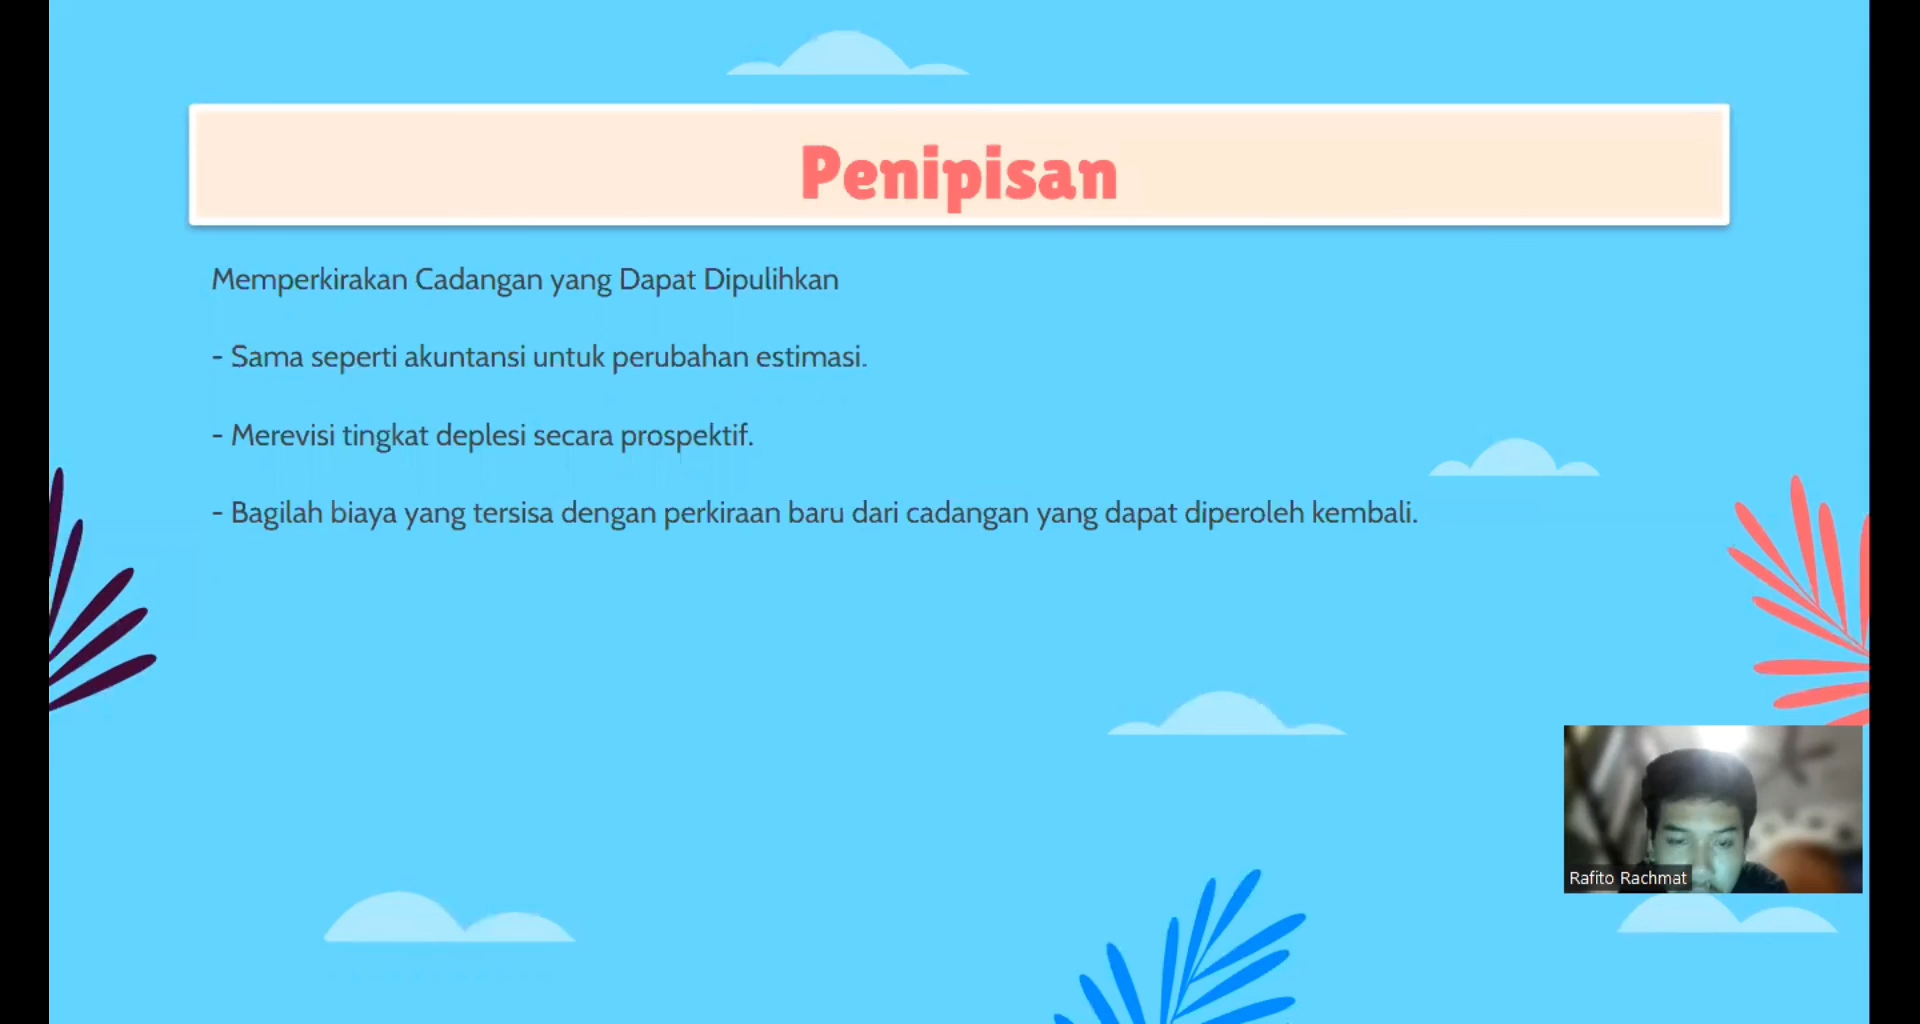 Penipisan
Memperkirakan Cadangan yang Dapat Dipulihkan
- Sama seperti akuntansi untuk perubahan estimasi.
- Merevisi tingkat deplesi secara prospektif.
- Bagilah biaya yang tersisa dengan perkiraan baru dari cadangan yang dapat diperoleh kembali.
Rafito Rachmat